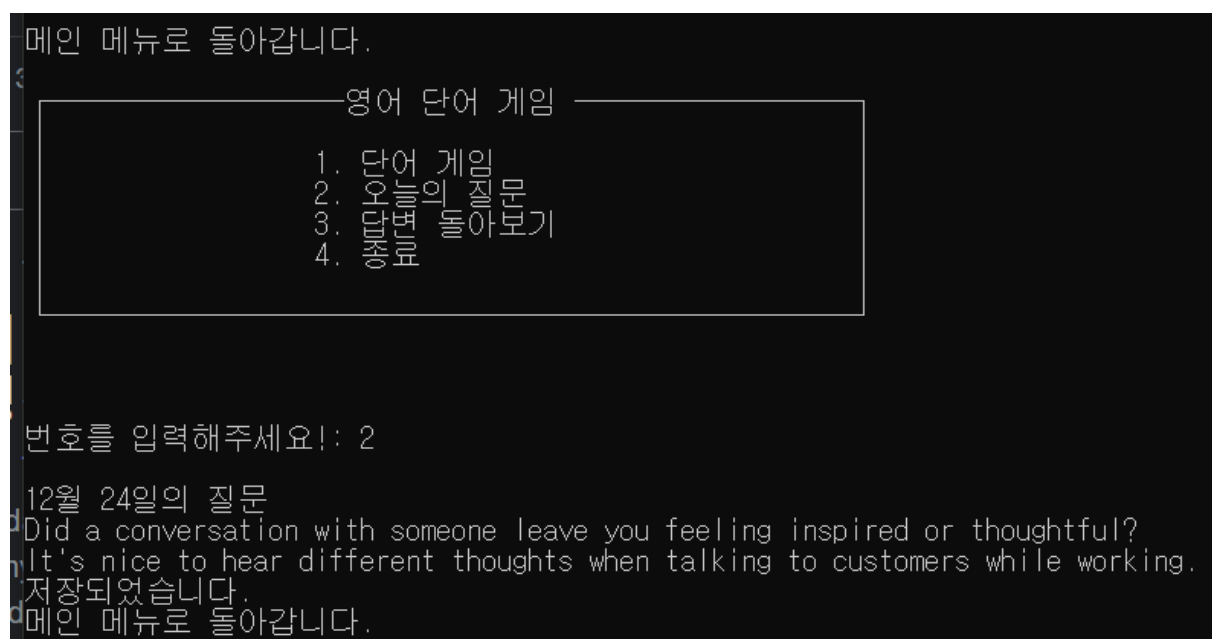 메인 메뉴로 돌아갑니다.
영어 단어 게임
1. 단어 게임
2. 오늘의 질문
3. 답변 돌아보기
4. 종료
번호를 입력해주세요!: 2
12월 24일의 질문
Did a conversation with someone leave you feeling inspired or thoughtful?
It's nice to hear different thoughts when talking to customers while working.
저장되었습니다.
메인 메뉴로 돌아갑니다.